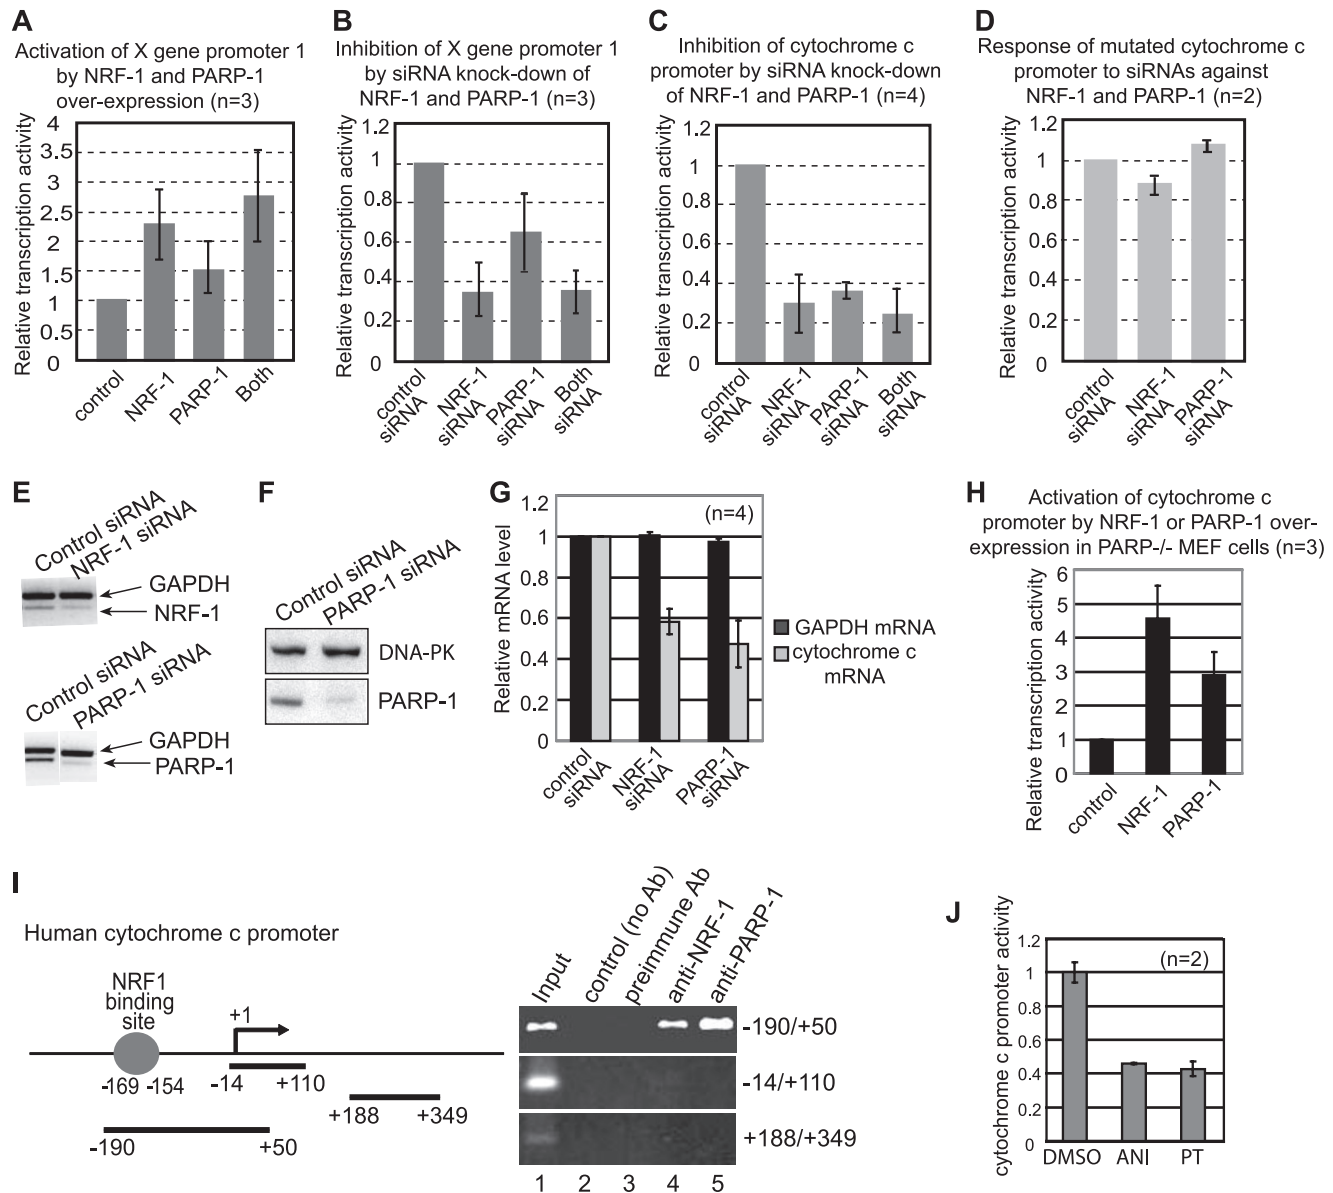 A
Activation of X gene promoter 1
by NRF-1 and PARP-1
over-expression (n=3)
Relative transcription activity
4
3.5
3
2.5
2
1.5
1
0.5
0
control
NRF-1
PARP-1
Both
B
Inhibition of X gene promoter 1
by siRNA knock-down of
NRF-1 and PARP-1 (n=3)
Relative transcription activity
1.2
1
0.8
0.6
0.4
0.2
0
control
siRNA
NRF-1
siRNA
PARP-1
siRNA
Both
siRNA
C
Inhibition of cytochrome c
promoter by siRNA knock-down
of NRF-1 and PARP-1 (n=4)
Relative transcription activity
1.2
1
0.8
0.6
0.4
0.2
0
control
siRNA
NRF-1
siRNA
PARP-1
siRNA
Both
siRNA
D
Response of mutated cytochrome c
promoter to siRNAs against
NRF-1 and PARP-1 (n=2)
Relative transcription activity
1.2
1
0.8
0.6
0.4
0.2
0
control
siRNA
NRF-1
siRNA
PARP-1
siRNA
E
Control siRNA
NRF-1 siRNA
GAPDH
NRF-1
Control siRNA
PARP-1 siRNA
GAPDH
PARP-1
F
Control siRNA
PARP-1 siRNA
DNA-PK
PARP-1
G
Relative mRNA level
1.2
1
0.8
0.6
0.4
0.2
0
(n=4)
control
siRNA
NRF-1
siRNA
PARP-1
siRNA
GAPDH mRNA
cytochrome c
mRNA
H
Activation of cytochrome c
promoter by NRF-1 or PARP-1 over-
expression in PARP-/- MEF cells (n=3)
Relative transcription activity
6
5
4
3
2
1
0
control
NRF-1
PARP-1
I
Human cytochrome c promoter
NRF1
binding
site
+1
-169 -154
-14
+110
+188
+349
-190
+50
Input
control (no Ab)
preimmune Ab
anti-NRF-1
anti-PARP-1
-190/+50
-14/+110
+188/+349
1 2 3 4 5
J
cytochrome c promoter activity
1.2
1
0.8
0.6
0.4
0.2
0
(n=2)
DMSO
ANI
PT